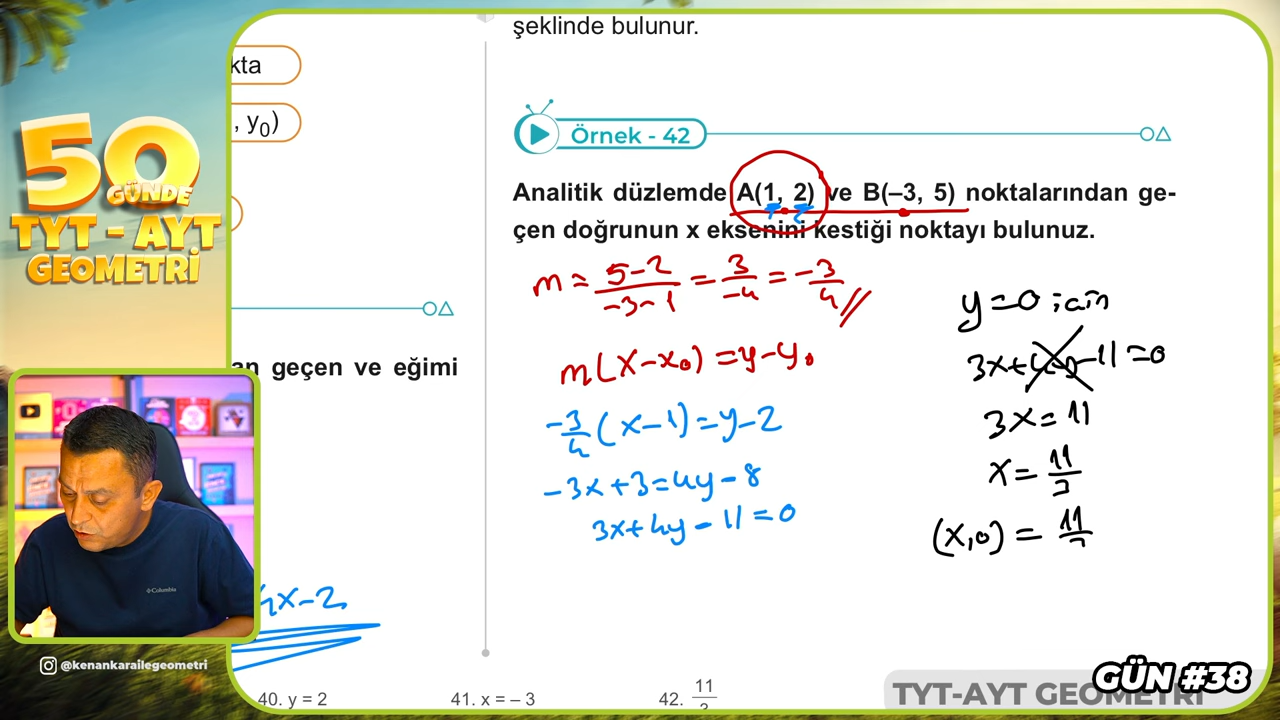 şeklinde bulunur.
kta
, y₀)
50
GÜNDE
TYT - AYT
GEOMETRİ
Örnek - 42
Analitik düzlemde A(1, 2) ve B(–3, 5) noktalarından ge-
çen doğrunun x eksenini kestiği noktayı bulunuz.
m = 5-2 / -3-1 = 3/-4 = -3/4 //
m(x-x₀) = y-y₀
-3/4 (x-1) = y-2
-3x+3=4y-8
3x+4y-11=0
y=0 için
3x+4y-11=0
3x=11
x=11/3
(x,0) = 11/3
an geçen ve eğimi
4x-2
Columbia
@kenankarailegeometri
40. y = 2
41. x = – 3
42. 11/3
TYT-AYT GEOMETRİ
GÜN #38